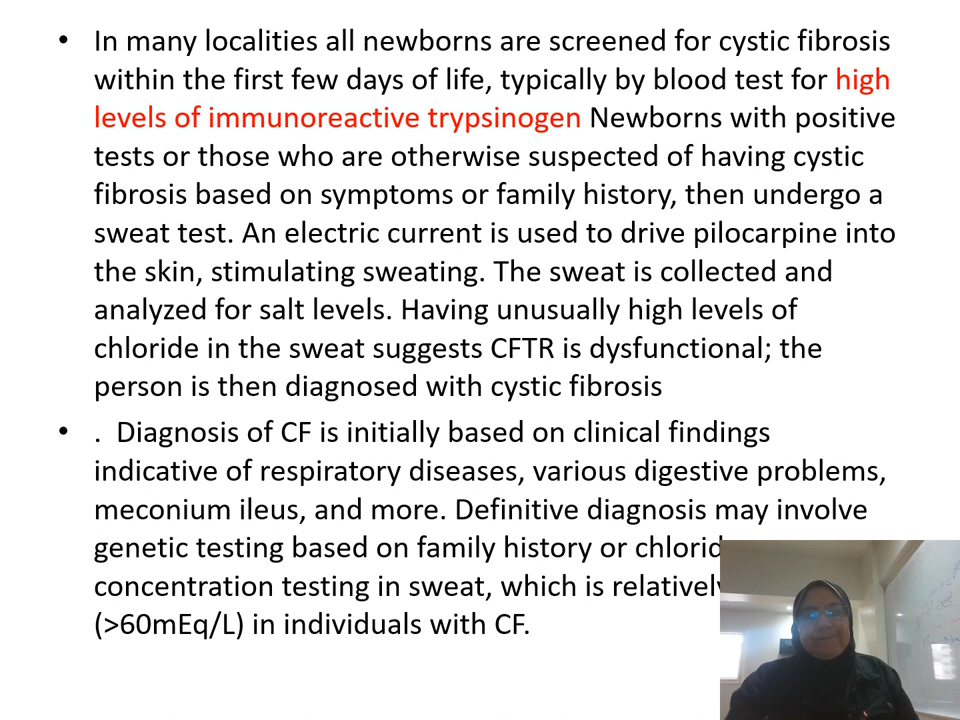 • In many localities all newborns are screened for cystic fibrosis
within the first few days of life, typically by blood test for high
levels of immunoreactive trypsinogen Newborns with positive
tests or those who are otherwise suspected of having cystic
fibrosis based on symptoms or family history, then undergo a
sweat test. An electric current is used to drive pilocarpine into
the skin, stimulating sweating. The sweat is collected and
analyzed for salt levels. Having unusually high levels of
chloride in the sweat suggests CFTR is dysfunctional; the
person is then diagnosed with cystic fibrosis
• . Diagnosis of CF is initially based on clinical findings
indicative of respiratory diseases, various digestive problems,
meconium ileus, and more. Definitive diagnosis may involve
genetic testing based on family history or
concentration testing in sweat, which is
(>60mEq/L) in individuals with CF.